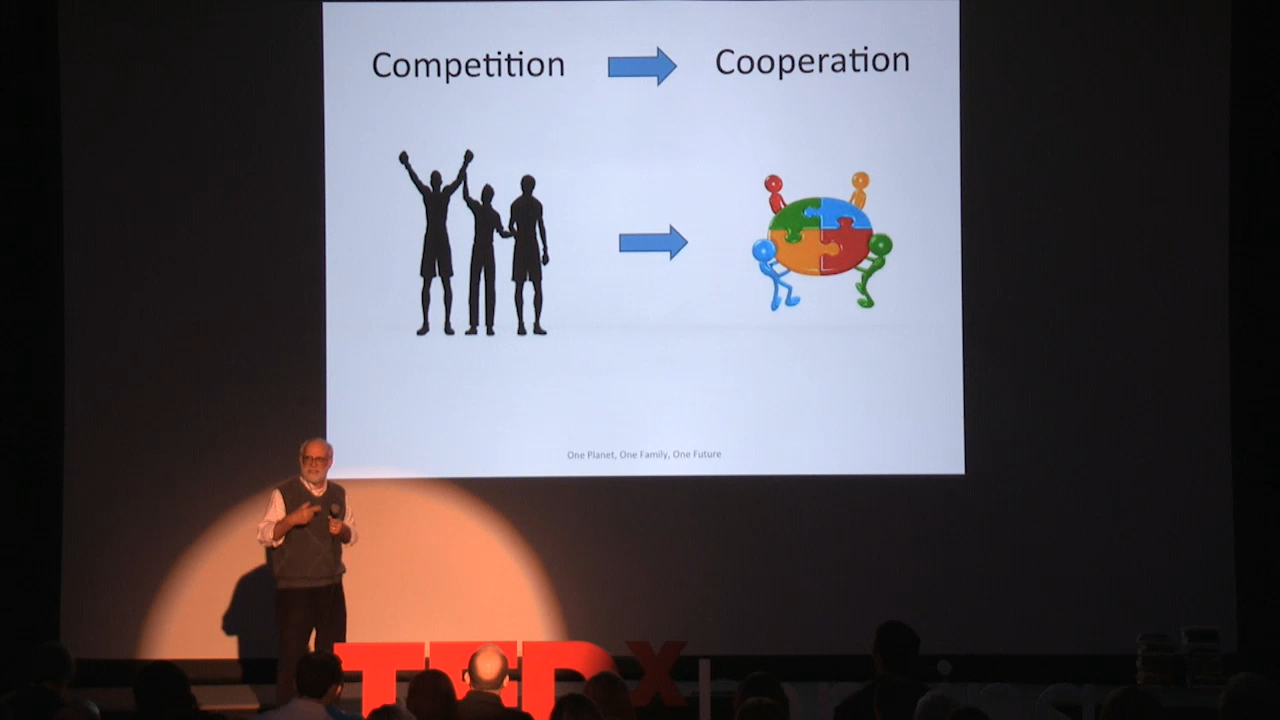 Competition
Cooperation
One Planet, One Family, One Future
TEDx